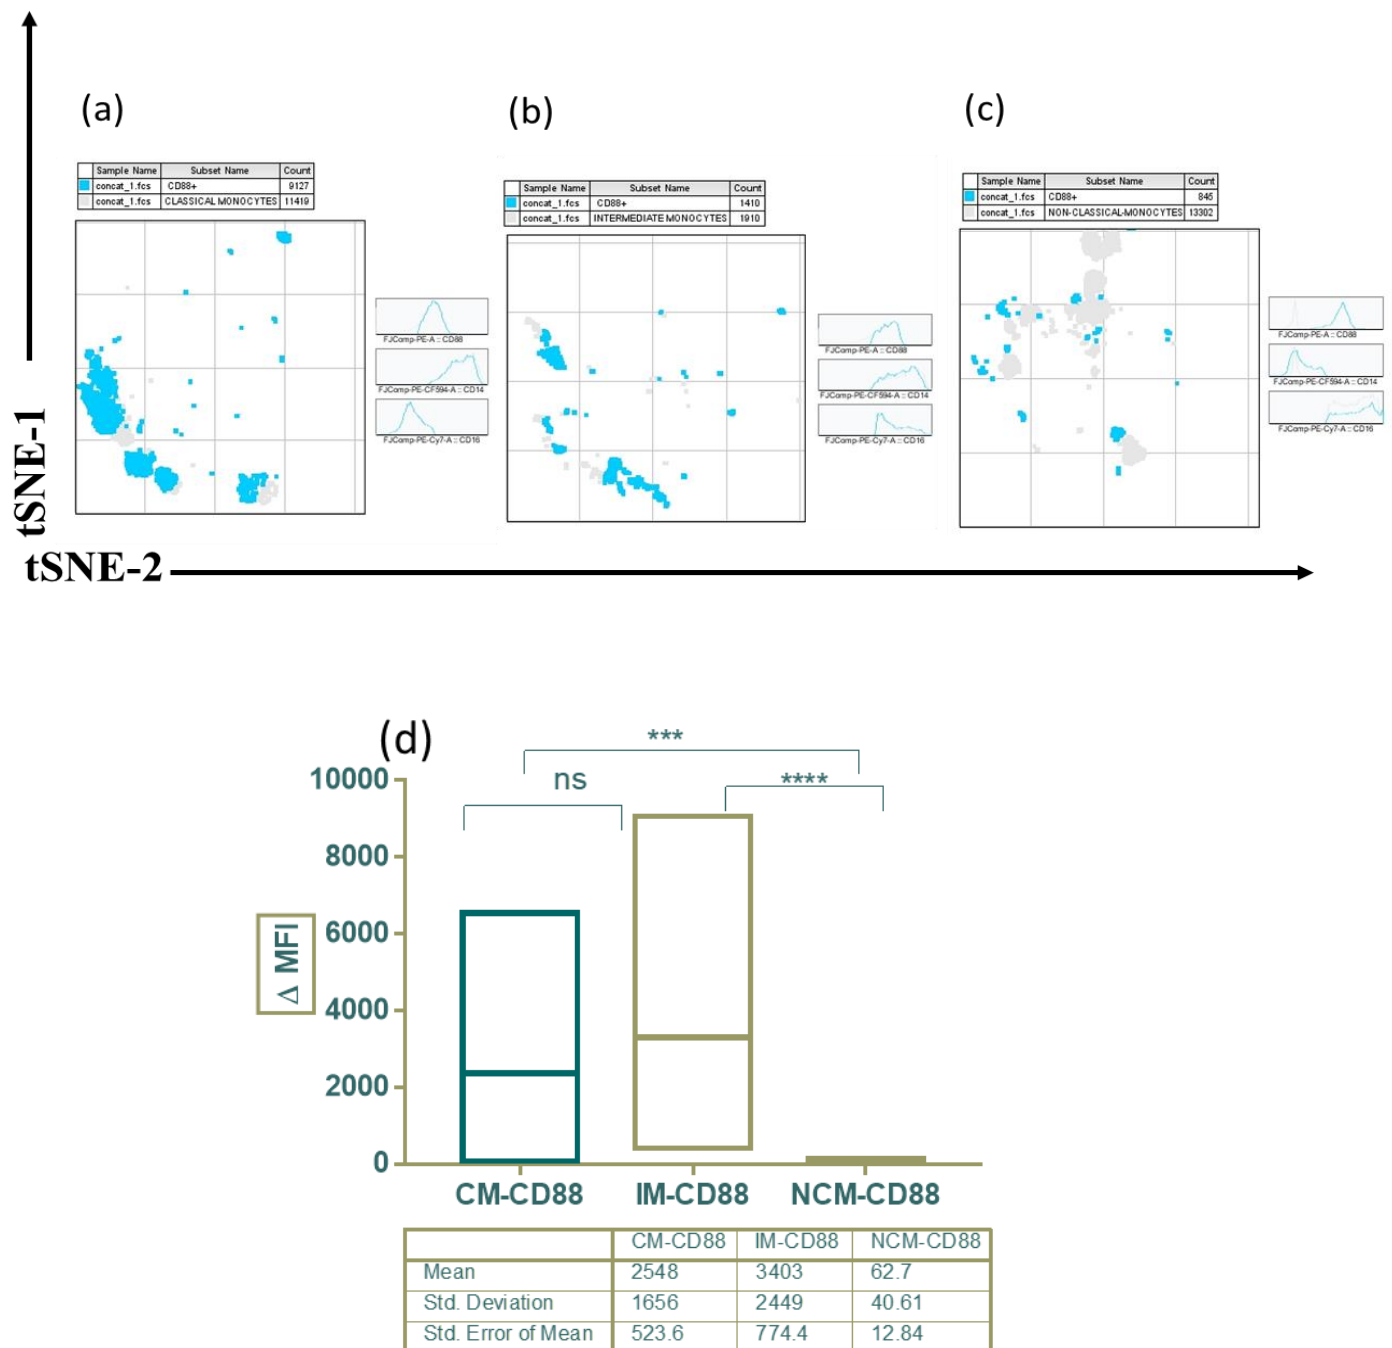 (a)
(b)
(c)
Sample Name Subset Name Count
concat_1.fcs CD88+ 9127
concat_1.fcs CLASSICAL MONOCYTES 11419
Sample Name Subset Name Count
concat_1.fcs CD88+ 1410
concat_1.fcs INTERMEDIATE MONOCYTES 1910
Sample Name Subset Name Count
concat_1.fcs CD88+ 845
concat_1.fcs NON-CLASSICAL-MONOCYTES 13302
FJComp-PE-A :: CD88
FJComp-PE-CF594-A :: CD14
FJComp-PE-Cy7-A :: CD16
FJComp-PE-A :: CD88
FJComp-PE-CF594-A :: CD14
FJComp-PE-Cy7-A :: CD16
FJComp-PE-A :: CD88
FJComp-PE-CF594-A :: CD14
FJComp-PE-Cy7-A :: CD16
tSNE-1
tSNE-2
(d)
***
ns
****
10000
8000
6000
4000
2000
0
Δ MFI
CM-CD88 IM-CD88 NCM-CD88
CM-CD88 IM-CD88 NCM-CD88
Mean 2548 3403 62.7
Std. Deviation 1656 2449 40.61
Std. Error of Mean 523.6 774.4 12.84